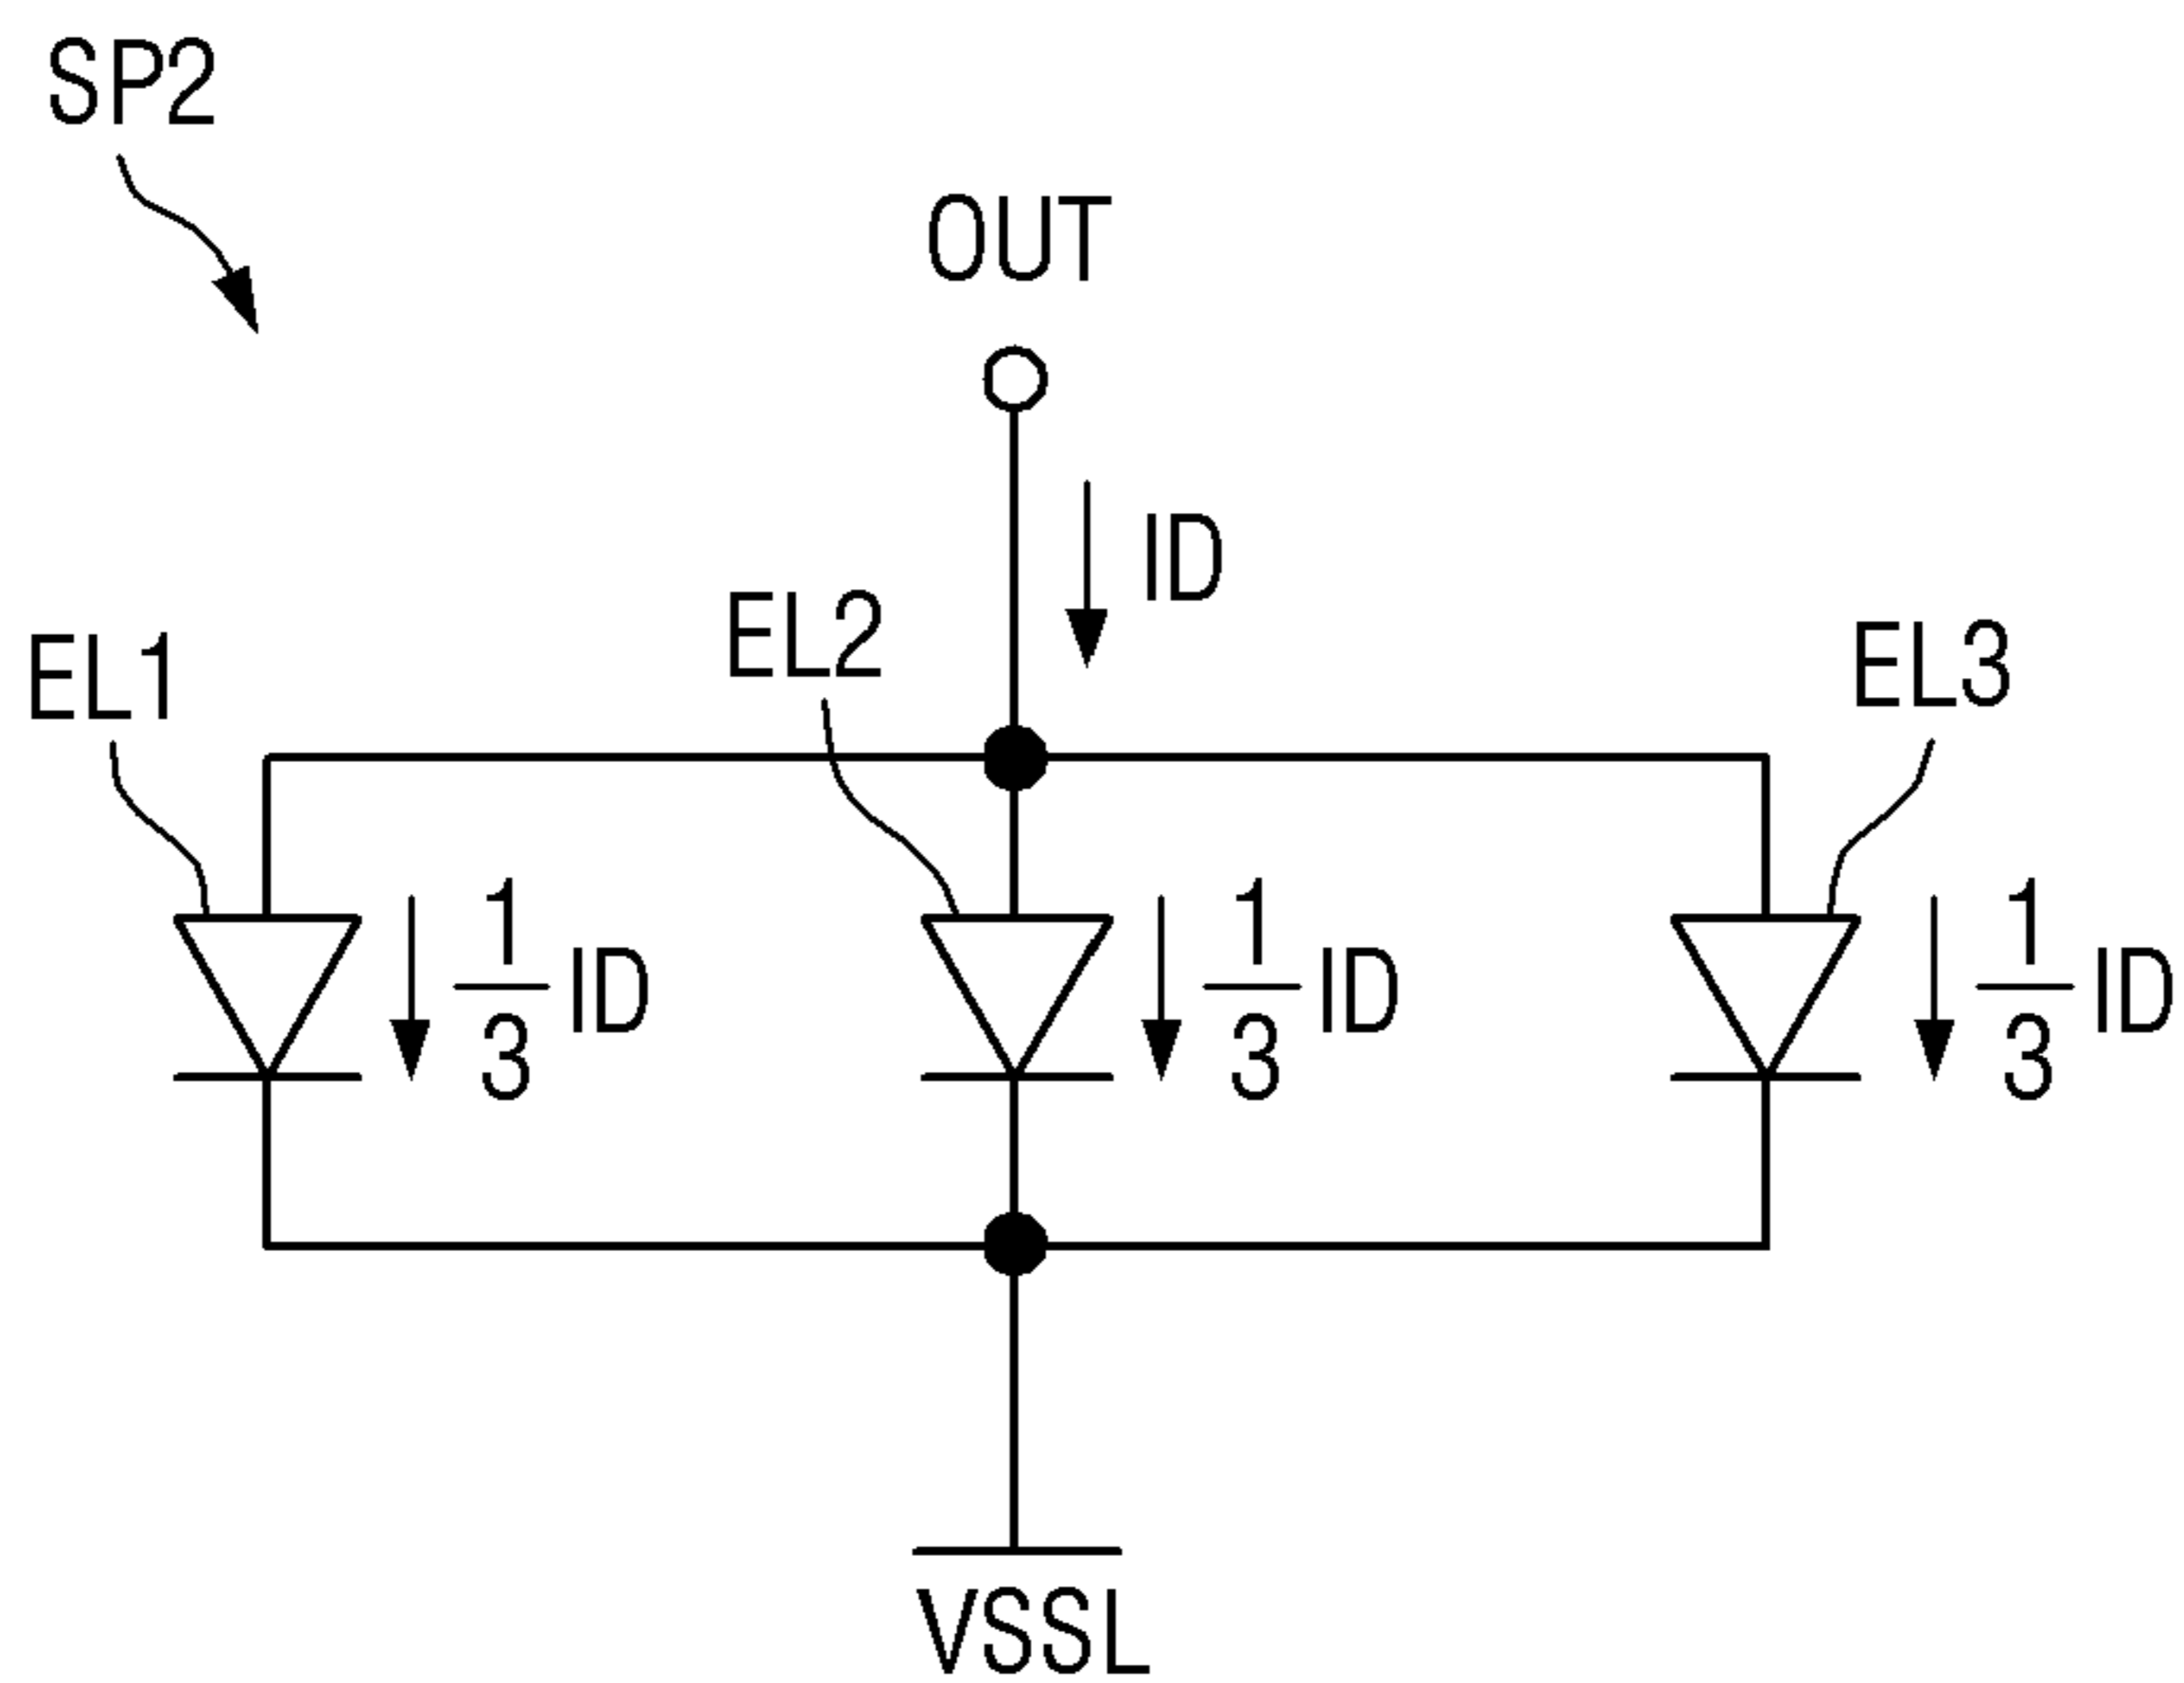 SP2
OUT
ID
EL1
EL2
EL3
1/3 ID
1/3 ID
1/3 ID
VSSL